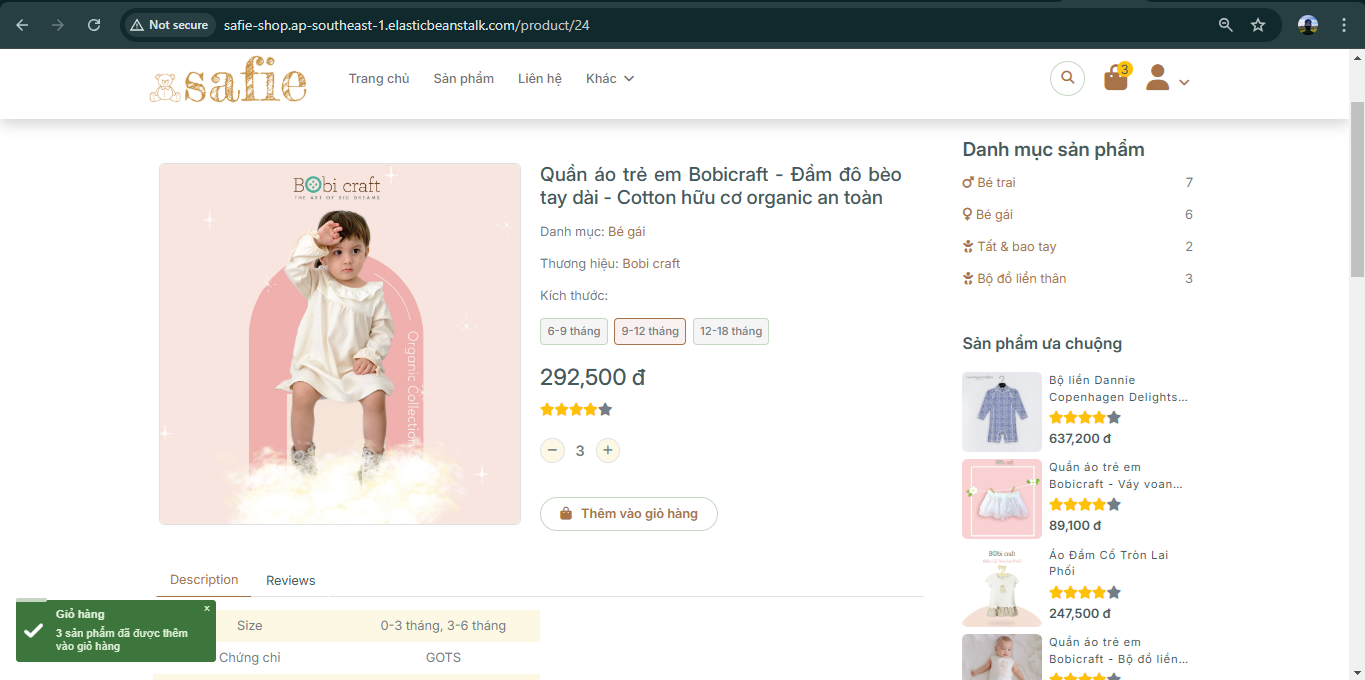 Not secure
safie-shop.ap-southeast-1.elasticbeanstalk.com/product/24
safie
Trang chủ
Sản phẩm
Liên hệ
Khác
3
Bobi craft
THE ART OF BIG DREAMS
Organic Collection
Quần áo trẻ em Bobicraft - Đầm đô bèo
tay dài - Cotton hữu cơ organic an toàn
Danh mục: Bé gái
Thương hiệu: Bobi craft
Kích thước:
6-9 tháng
9-12 tháng
12-18 tháng
292,500 đ
3
Thêm vào giỏ hàng
Danh mục sản phẩm
Bé trai 7
Bé gái 6
Tất & bao tay 2
Bộ đồ liền thân 3
Sản phẩm ưa chuộng
Bộ liền Dannie
Copenhagen Delights...
637,200 đ
Quần áo trẻ em
Bobicraft - Váy voan...
89,100 đ
Bobi craft
Áo Đầm Cổ Tròn Lai
Phối
247,500 đ
Quần áo trẻ em
Bobicraft - Bộ đồ liền...
Description
Reviews
Size 0-3 tháng, 3-6 tháng
Chứng chỉ GOTS
Giỏ hàng
x
3 sản phẩm đã được thêm
vào giỏ hàng